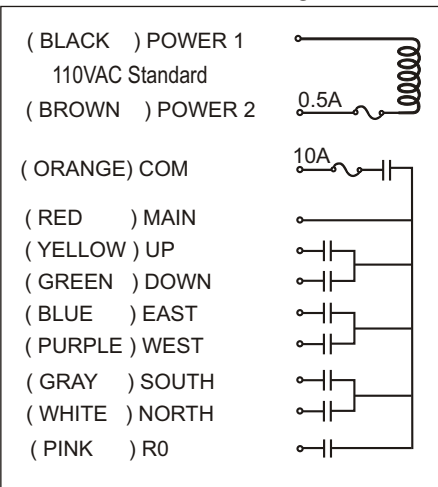 ( BLACK ) POWER 1
110VAC Standard
( BROWN ) POWER 2 0.5A
( ORANGE) COM 10A
( RED ) MAIN
( YELLOW ) UP
( GREEN ) DOWN
( BLUE ) EAST
( PURPLE ) WEST
( GRAY ) SOUTH
( WHITE ) NORTH
( PINK ) R0